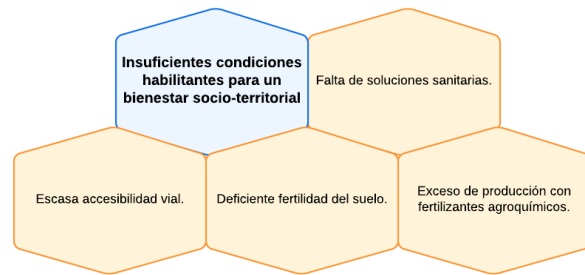 Insuficientes condiciones
habilitantes para un
bienestar socio-territorial
Falta de soluciones sanitarias.
Escasa accesibilidad vial.
Deficiente fertilidad del suelo.
Exceso de producción con
fertilizantes agroquímicos.